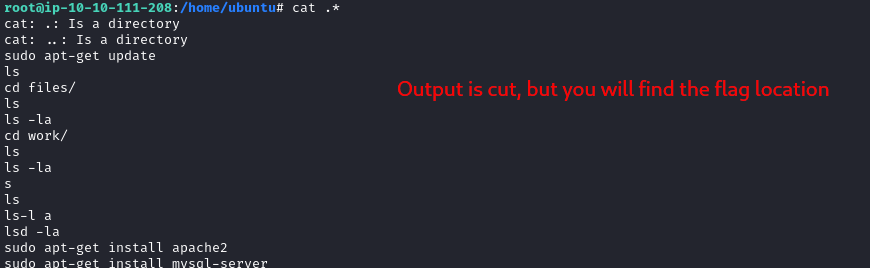 root@ip-10-10-111-208:/home/ubuntu# cat .*
cat: .: Is a directory
cat: ..: Is a directory
sudo apt-get update
ls
cd files/
Output is cut, but you will find the flag location
ls
ls -la
cd work/
ls
ls -la
s
ls
ls-l a
lsd -la
sudo apt-get install apache2
sudo apt-get install mysql-server